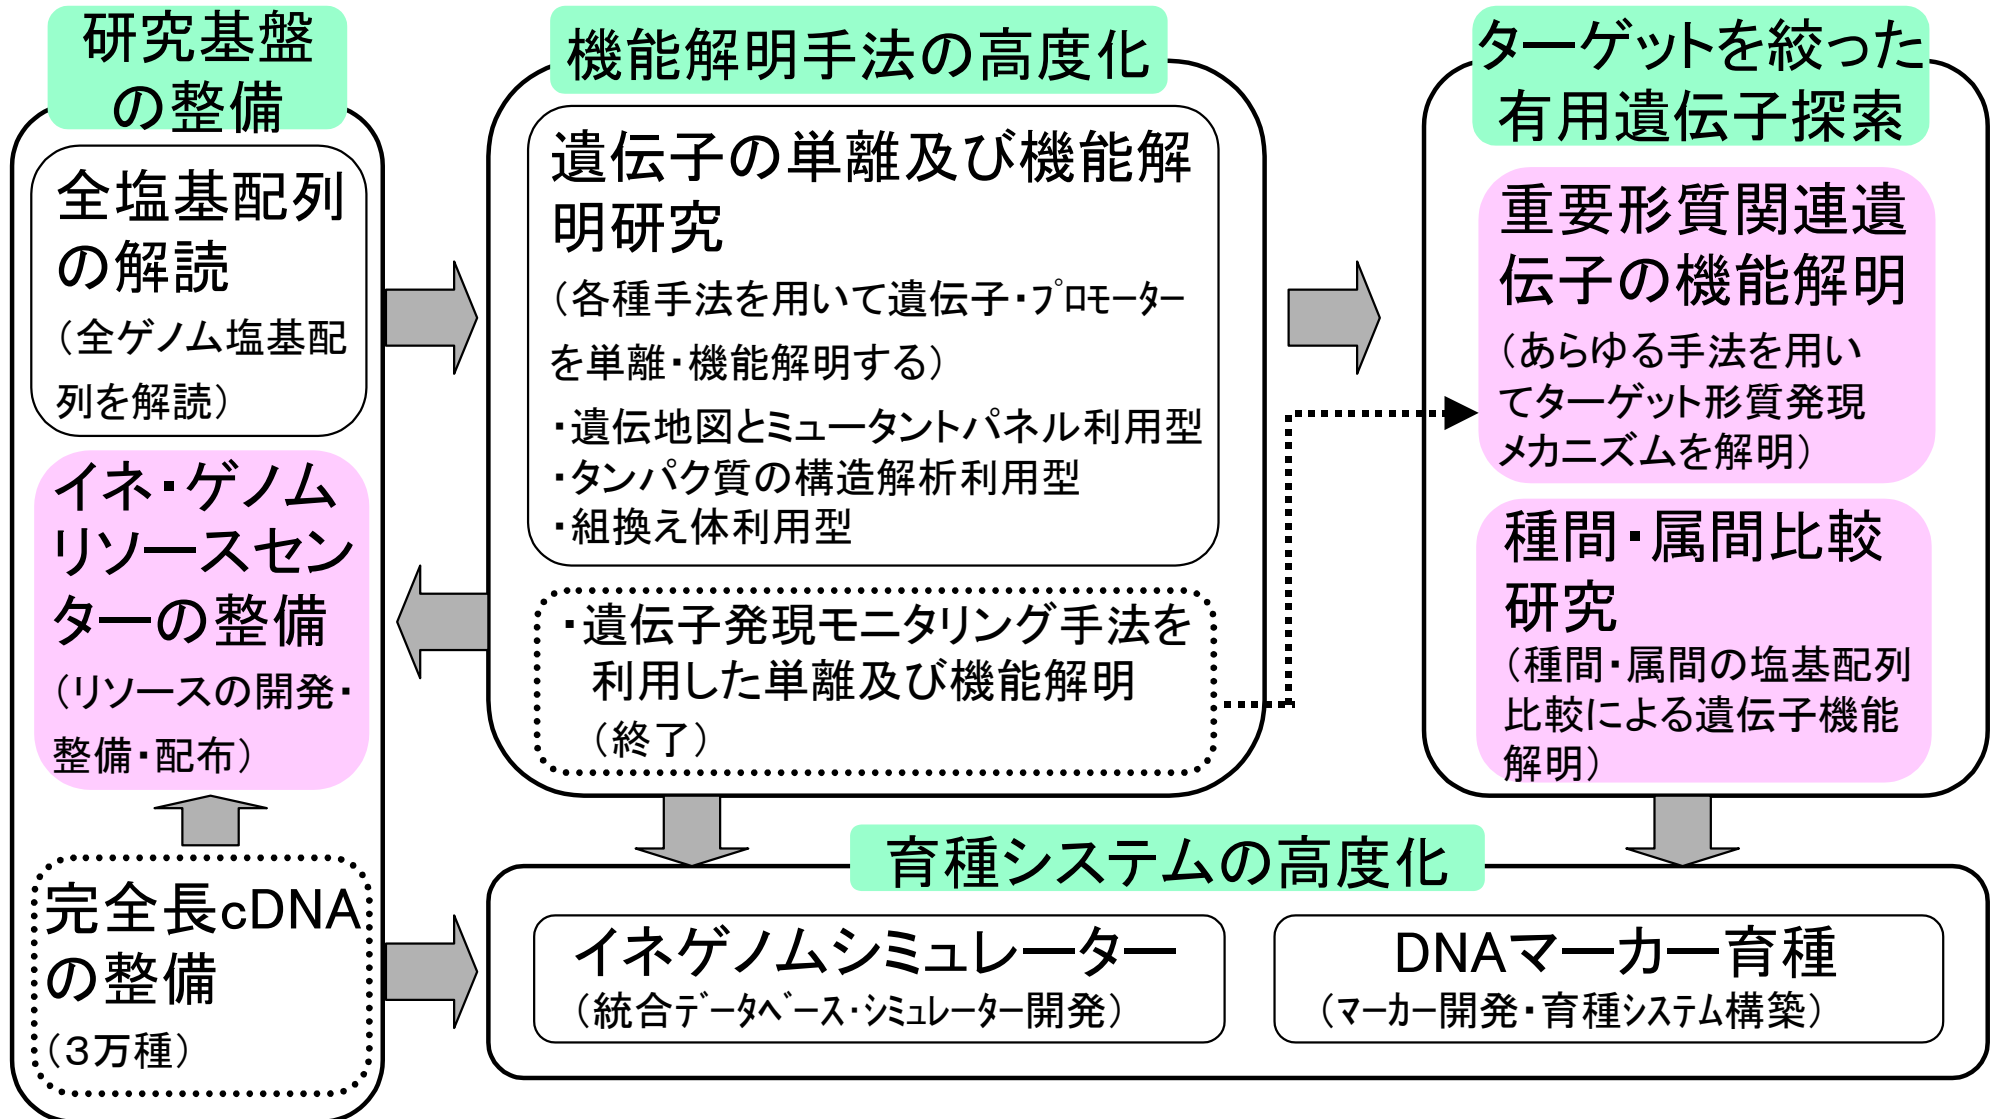 研究基盤
の整備
全塩基配列
の解読
（全ゲノム塩基配
列を解読）
イネ・ゲノム
リソースセン
ターの整備
（リソースの開発・
整備・配布）
完全長cDNA
の整備
（３万種）
機能解明手法の高度化
遺伝子の単離及び機能解
明研究
（各種手法を用いて遺伝子・ﾌﾟﾛﾓｰﾀｰ
を単離・機能解明する）
・遺伝地図とミュータントパネル利用型
・タンパク質の構造解析利用型
・組換え体利用型
・遺伝子発現モニタリング手法を
利用した単離及び機能解明
（終了）
ターゲットを絞った
有用遺伝子探索
重要形質関連遺
伝子の機能解明
（あらゆる手法を用い
てターゲット形質発現
メカニズムを解明）
種間・属間比較
研究
（種間・属間の塩基配列
比較による遺伝子機能
解明）
育種システムの高度化
イネゲノムシミュレーター
（統合ﾃﾞｰﾀﾍﾞｰｽ･ｼﾐｭﾚｰﾀｰ開発）
DNAマーカー育種
（ﾏｰｶｰ開発・育種ｼｽﾃﾑ構築）